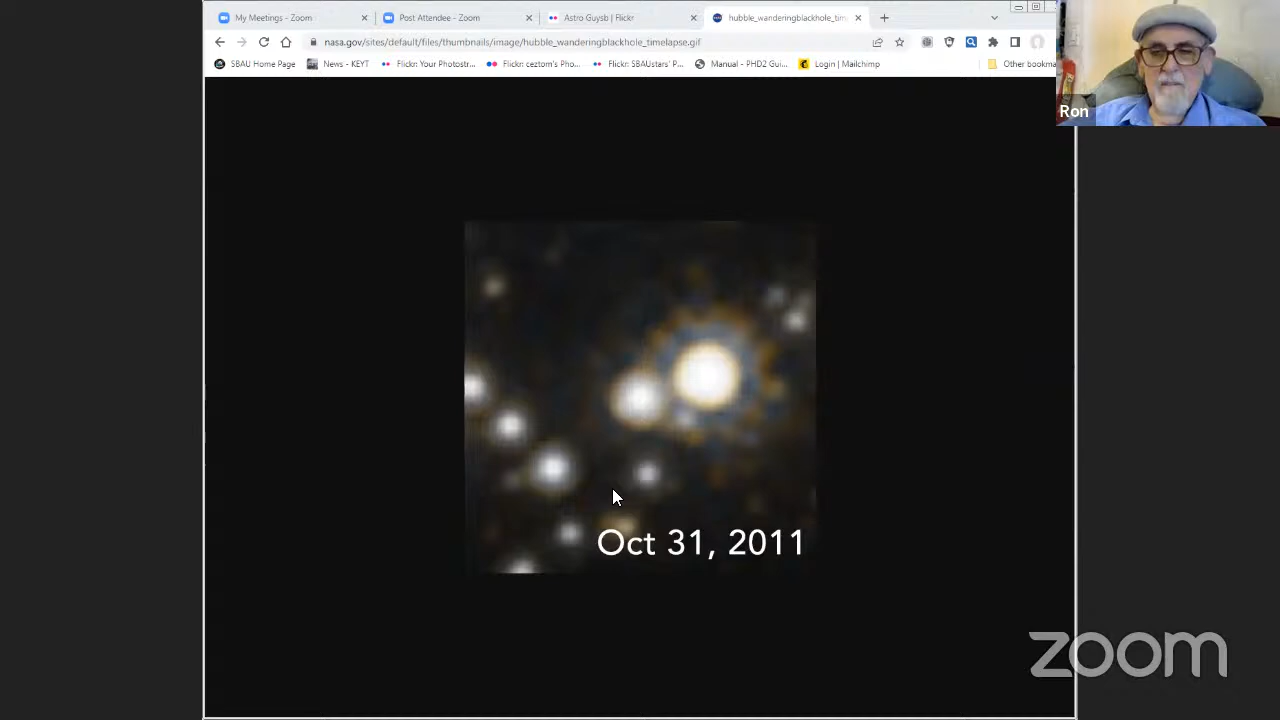 My Meetings - Zoom
Post Attendee - Zoom
Astro Guysb | Flickr
hubble_wanderingblackhole_tim
nasa.gov/sites/default/files/thumbnails/image/hubble_wanderingblackhole_timelapse.gif
SBAU Home Page
News - KEYT
Flickr: Your Photostr...
Flickr: ceztom's Pho...
Flickr: SBAUstars' P...
Manual - PHD2 Gui...
Login | Mailchimp
Other bookma
Ron
Oct 31, 2011
zoom